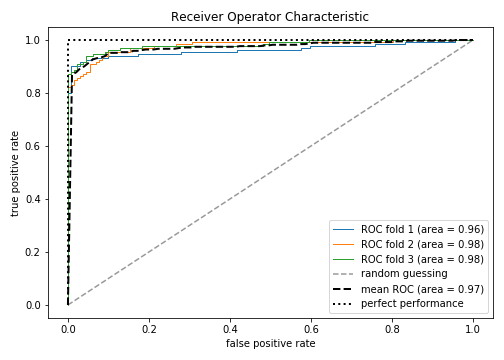 Receiver Operator Characteristic
1.0
0.8
0.6
0.4
0.2
0.0
true positive rate
ROC fold 1 (area = 0.96)
ROC fold 2 (area = 0.98)
ROC fold 3 (area = 0.98)
random guessing
mean ROC (area = 0.97)
perfect performance
0.0 0.2 0.4 0.6 0.8 1.0
false positive rate